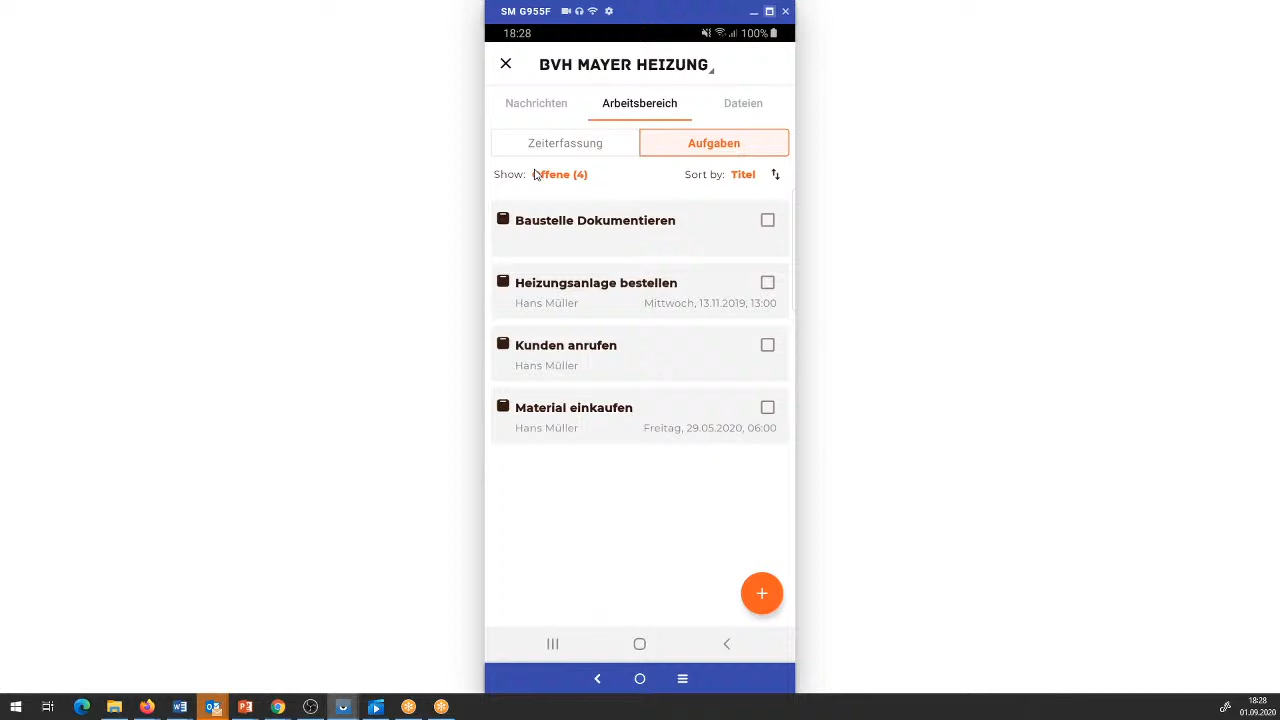 SM G955F
18:28 100%
BVH MAYER HEIZUNG
Nachrichten Arbeitsbereich Dateien
Zeiterfassung Aufgaben
Show: Offene (4) Sort by: Titel
Baustelle Dokumentieren
Heizungsanlage bestellen
Hans Müller Mittwoch, 13.11.2019, 13:00
Kunden anrufen
Hans Müller
Material einkaufen
Hans Müller Freitag, 29.05.2020, 06:00
18:28
01.09.2020